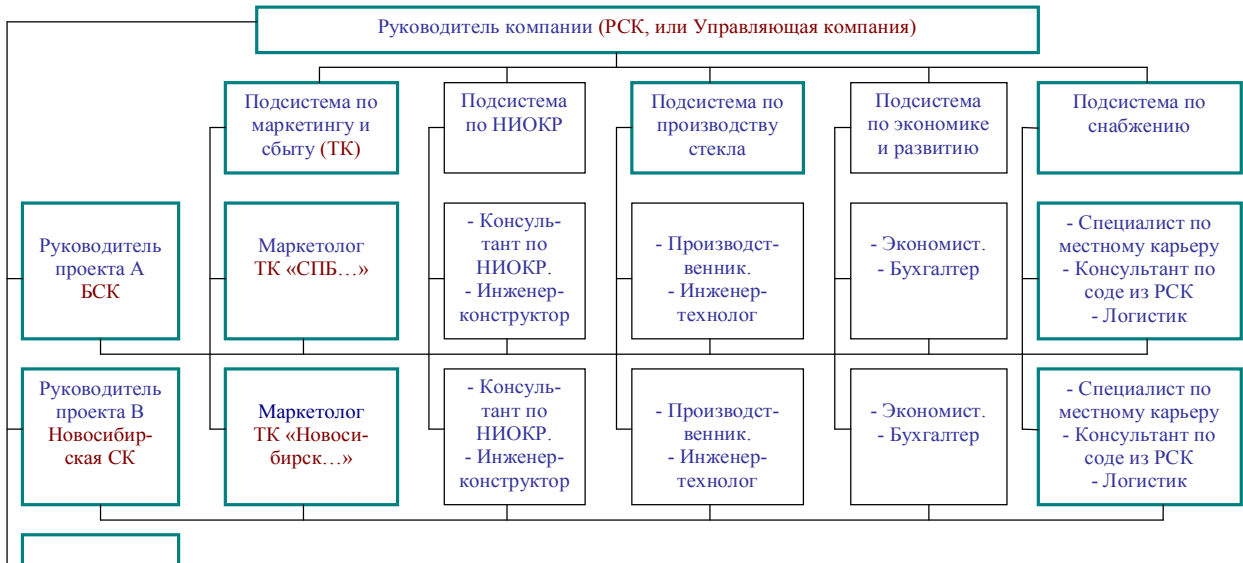 Руководитель компании (РСК, или Управляющая компания)
Подсистема по
маркетингу и
сбыту (ТК)
Подсистема
по НИОКР
Подсистема по
производству
стекла
Подсистема
по экономике
и развитию
Подсистема по
снабжению
Руководитель
проекта А
БСК
Маркетолог
ТК «СПБ…»
- Консуль-
тант по
НИОКР.
- Инженер-
конструктор
- Производст-
венник.
- Инженер-
технолог
- Экономист.
- Бухгалтер
- Специалист по
местному карьеру
- Консультант по
соде из РСК
- Логистик
Руководитель
проекта В
Новосибир-
ская СК
Маркетолог
ТК «Новоси-
бирск…»
- Консуль-
тант по
НИОКР.
- Инженер-
конструктор
- Производст-
венник.
- Инженер-
технолог
- Экономист.
- Бухгалтер
- Специалист по
местному карьеру
- Консультант по
соде из РСК
- Логистик